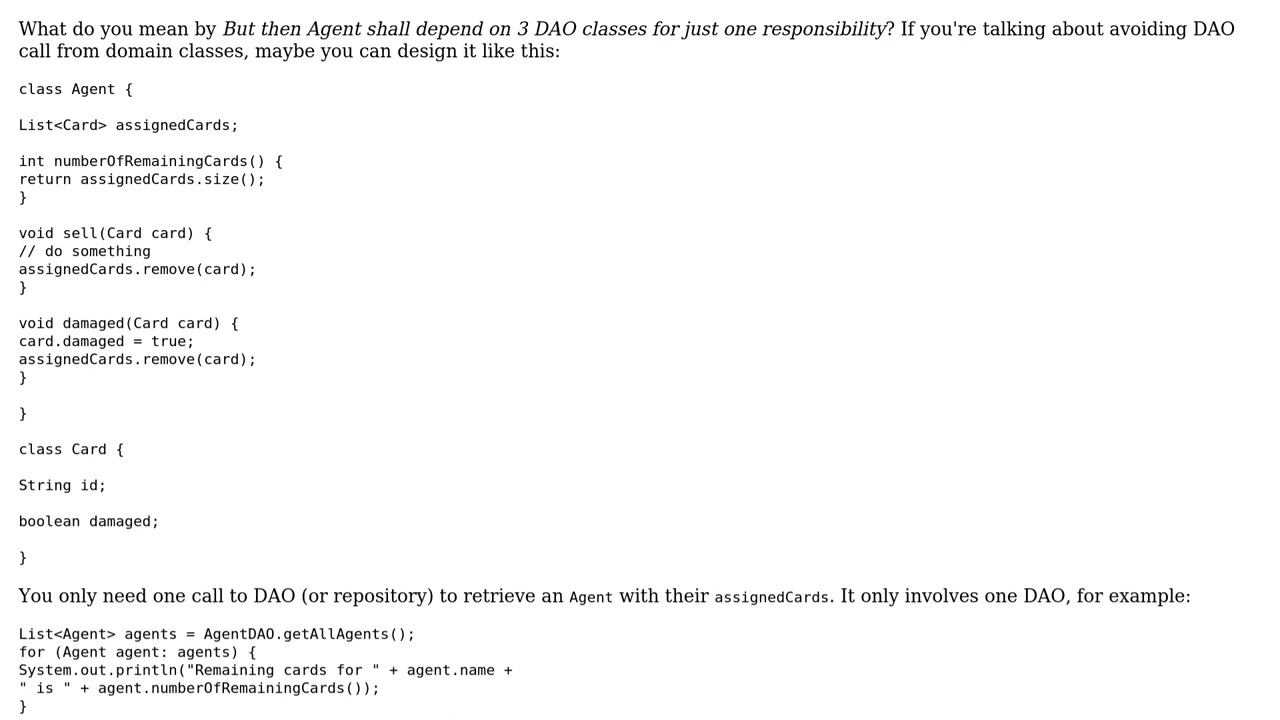 What do you mean by But then Agent shall depend on 3 DAO classes for just one responsibility? If you're talking about avoiding DAO
call from domain classes, maybe you can design it like this:
class Agent {
List<Card> assignedCards;
int numberOfRemainingCards() {
return assignedCards.size();
}
void sell(Card card) {
// do something
assignedCards.remove(card);
}
void damaged(Card card) {
card.damaged = true;
assignedCards.remove(card);
}
}
class Card {
String id;
boolean damaged;
}
You only need one call to DAO (or repository) to retrieve an Agent with their assignedCards. It only involves one DAO, for example:
List<Agent> agents = AgentDAO.getAllAgents();
for (Agent agent: agents) {
System.out.println("Remaining cards for " + agent.name +
" is " + agent.numberOfRemainingCards());
}